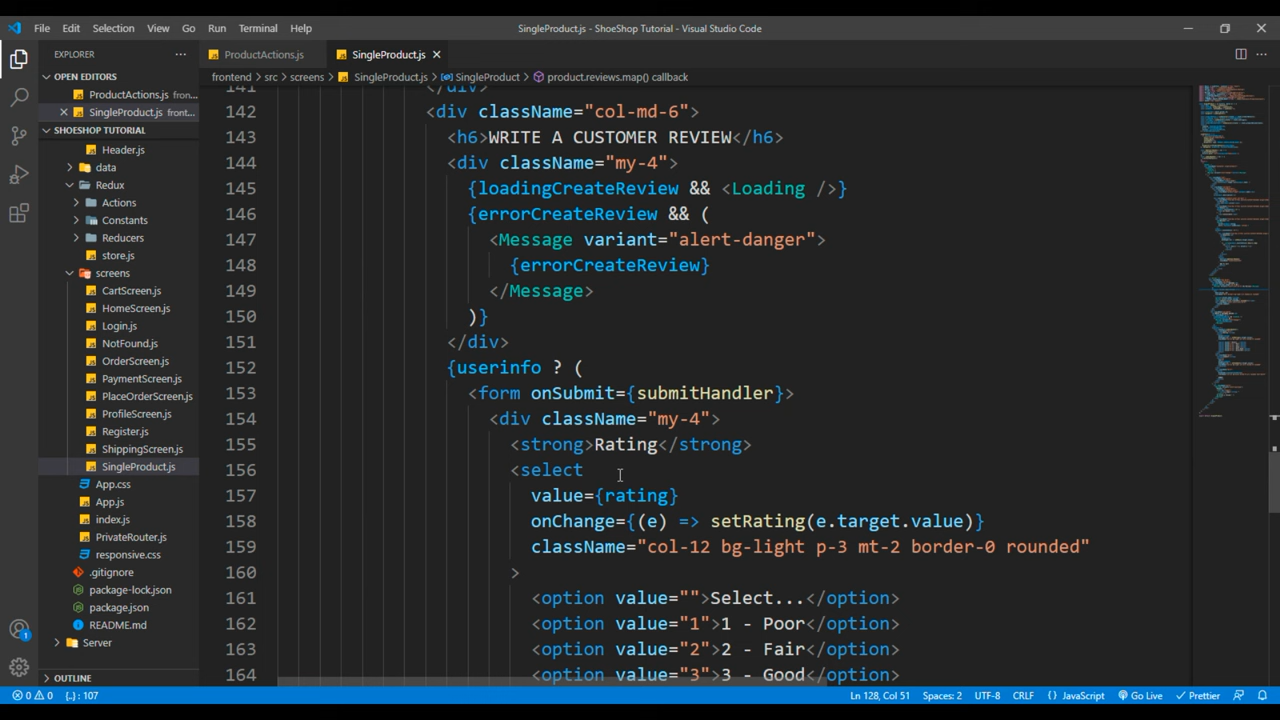 File Edit Selection View Go Run Terminal Help
SingleProduct.js - ShoeShop Tutorial - Visual Studio Code
EXPLORER
OPEN EDITORS
ProductActions.js fron...
SingleProduct.js front...
SHOESHOP TUTORIAL
Header.js
data
Redux
Actions
Constants
Reducers
store.js
screens
CartScreen.js
HomeScreen.js
Login.js
NotFound.js
OrderScreen.js
PaymentScreen.js
PlaceOrderScreen.js
ProfileScreen.js
Register.js
ShippingScreen.js
SingleProduct.js
App.css
App.js
index.js
PrivateRouter.js
responsive.css
.gitignore
package-lock.json
package.json
README.md
Server
OUTLINE
ProductActions.js SingleProduct.js
frontend > src > screens > SingleProduct.js > SingleProduct > product.reviews.map() callback
141 </div>
142 <div className="col-md-6">
143 <h6>WRITE A CUSTOMER REVIEW</h6>
144 <div className="my-4">
145 {loadingCreateReview && <Loading />}
146 {errorCreateReview && (
147 <Message variant="alert-danger">
148 {errorCreateReview}
149 </Message>
150 )}
151 </div>
152 {userinfo ? (
153 <form onSubmit={submitHandler}>
154 <div className="my-4">
155 <strong>Rating</strong>
156 <select
157 value={rating}
158 onChange={(e) => setRating(e.target.value)}
159 className="col-12 bg-light p-3 mt-2 border-0 rounded"
160 >
161 <option value="">Select...</option>
162 <option value="1">1 - Poor</option>
163 <option value="2">2 - Fair</option>
164 <option value="3">3 - Good</option>
1
0 0 {..} : 107 Ln 128, Col 51 Spaces: 2 UTF-8 CRLF {} JavaScript Go Live Prettier